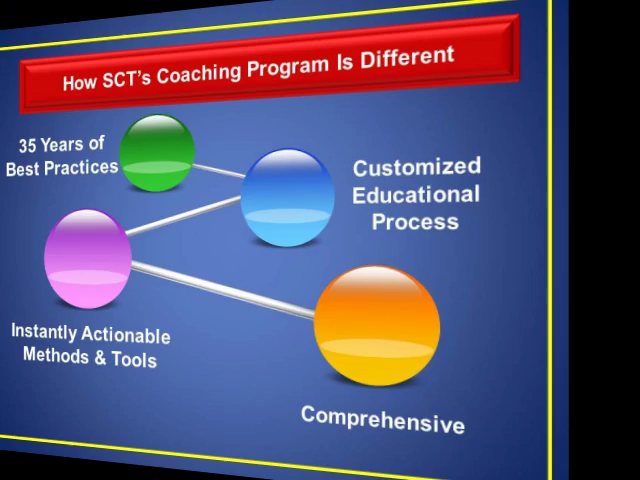 How SCT's Coaching Program Is Different
35 Years of
Best Practices
Customized
Educational
Process
Instantly Actionable
Methods & Tools
Comprehensive